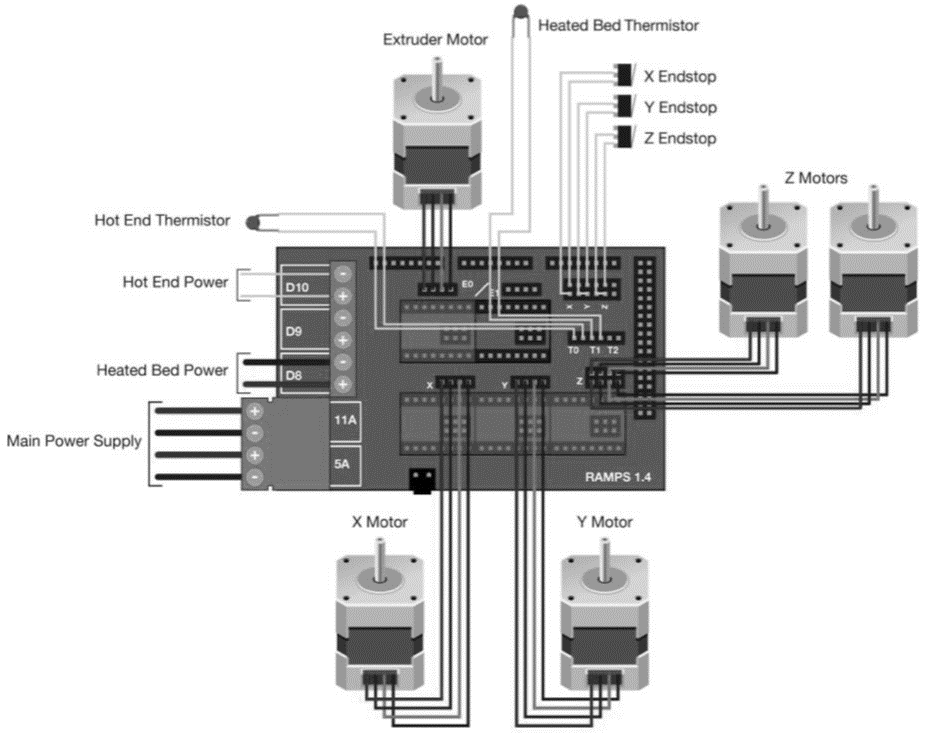 Heated Bed Thermistor
Extruder Motor
X Endstop
Y Endstop
Z Endstop
Z Motors
Hot End Thermistor
Hot End Power
D10
-
+
E0
E1
X
Y
Z
D9
-
+
T0 T1 T2
Heated Bed Power
D8
-
+
X
Y
Z
Main Power Supply
+
-
11A
+
-
5A
RAMPS 1.4
X Motor
Y Motor